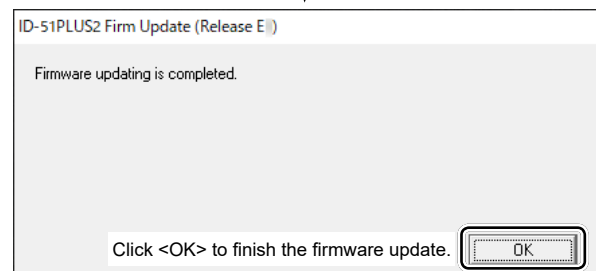 ID-51PLUS2 Firm Update (Release E )
Firmware updating is completed.
Click <OK> to finish the firmware update.
OK